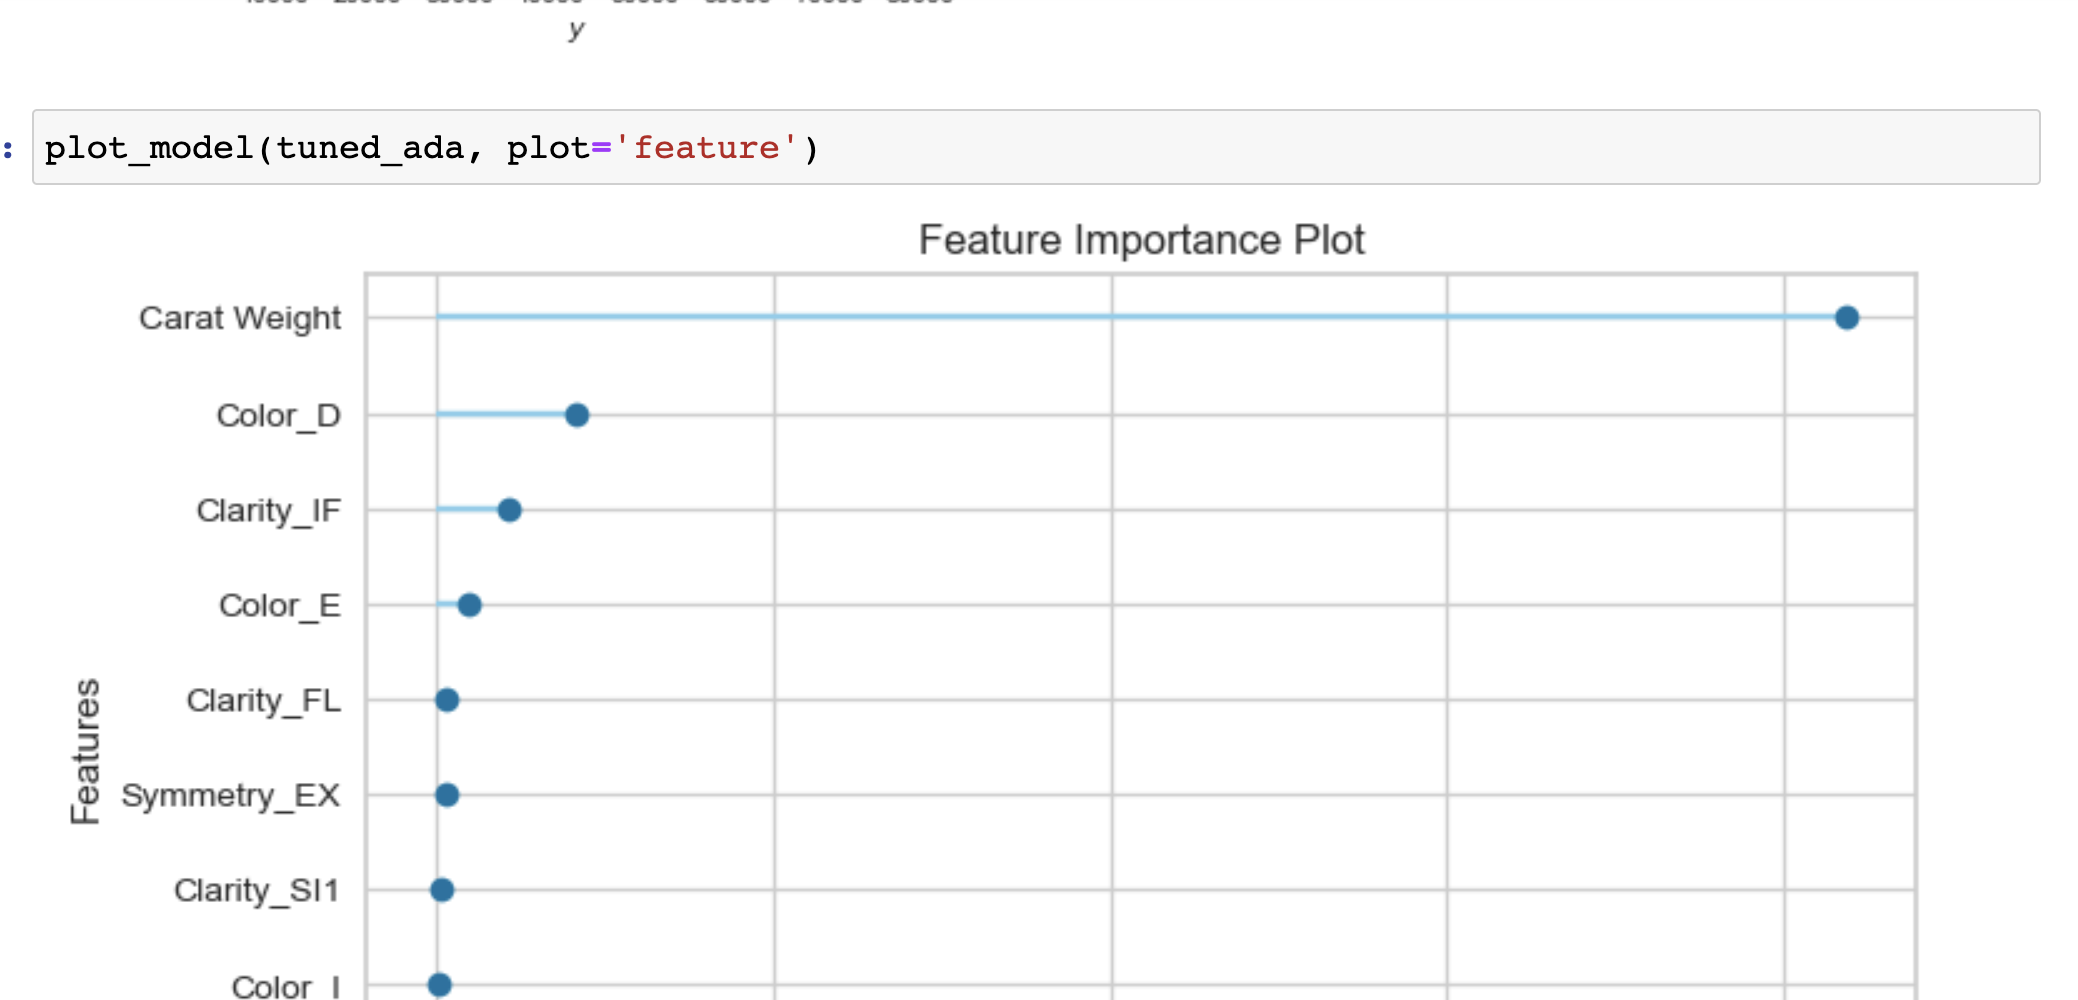 y
:
plot_model(tuned_ada, plot='feature')
Feature Importance Plot
Carat Weight
Color_D
Clarity_IF
Color_E
Clarity_FL
Symmetry_EX
Clarity_SI1
Color_I
Features